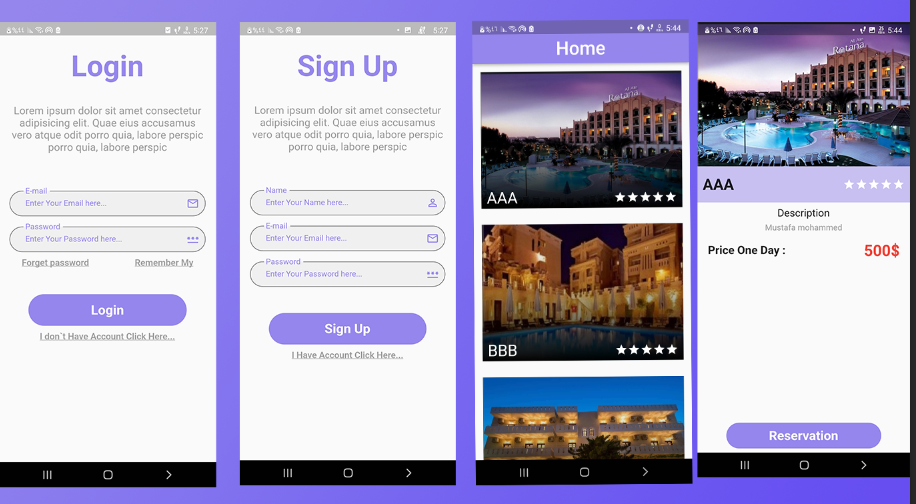 5:27
Login
Lorem ipsum dolor sit amet consectetur
adipisicing elit. Quae eius accusamus
vero atque odit porro quia, labore perspic
porro quia, labore perspic
E-mail
Enter Your Email here...
Password
Enter Your Password here...
Forget password Remember My
Login
I don`t Have Account Click Here...
5:27
Sign Up
Lorem ipsum dolor sit amet consectetur
adipisicing elit. Quae eius accusamus
vero atque odit porro quia, labore perspic
porro quia, labore perspic
Name
Enter Your Name here...
E-mail
Enter Your Email here...
Password
Enter Your Password here...
Sign Up
I Have Account Click Here...
5:44
Home
Rotana
AAA
BBB
5:44
Rotana
AAA
Description
Mustafa mohammed
Price One Day : 500$
Reservation